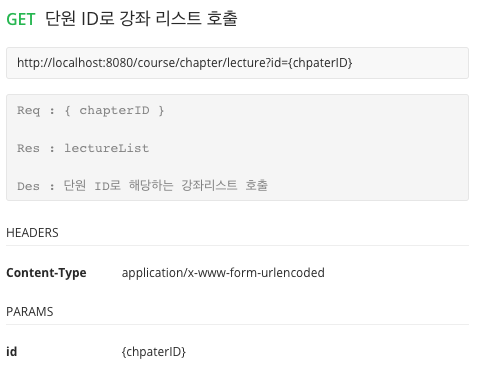 GET 단원 ID로 강좌 리스트 호출
http://localhost:8080/course/chapter/lecture?id={chpaterID}
Req : { chapterID }
Res : lectureList
Des : 단원 ID로 해당하는 강좌리스트 호출
HEADERS
Content-Type application/x-www-form-urlencoded
PARAMS
id {chpaterID}